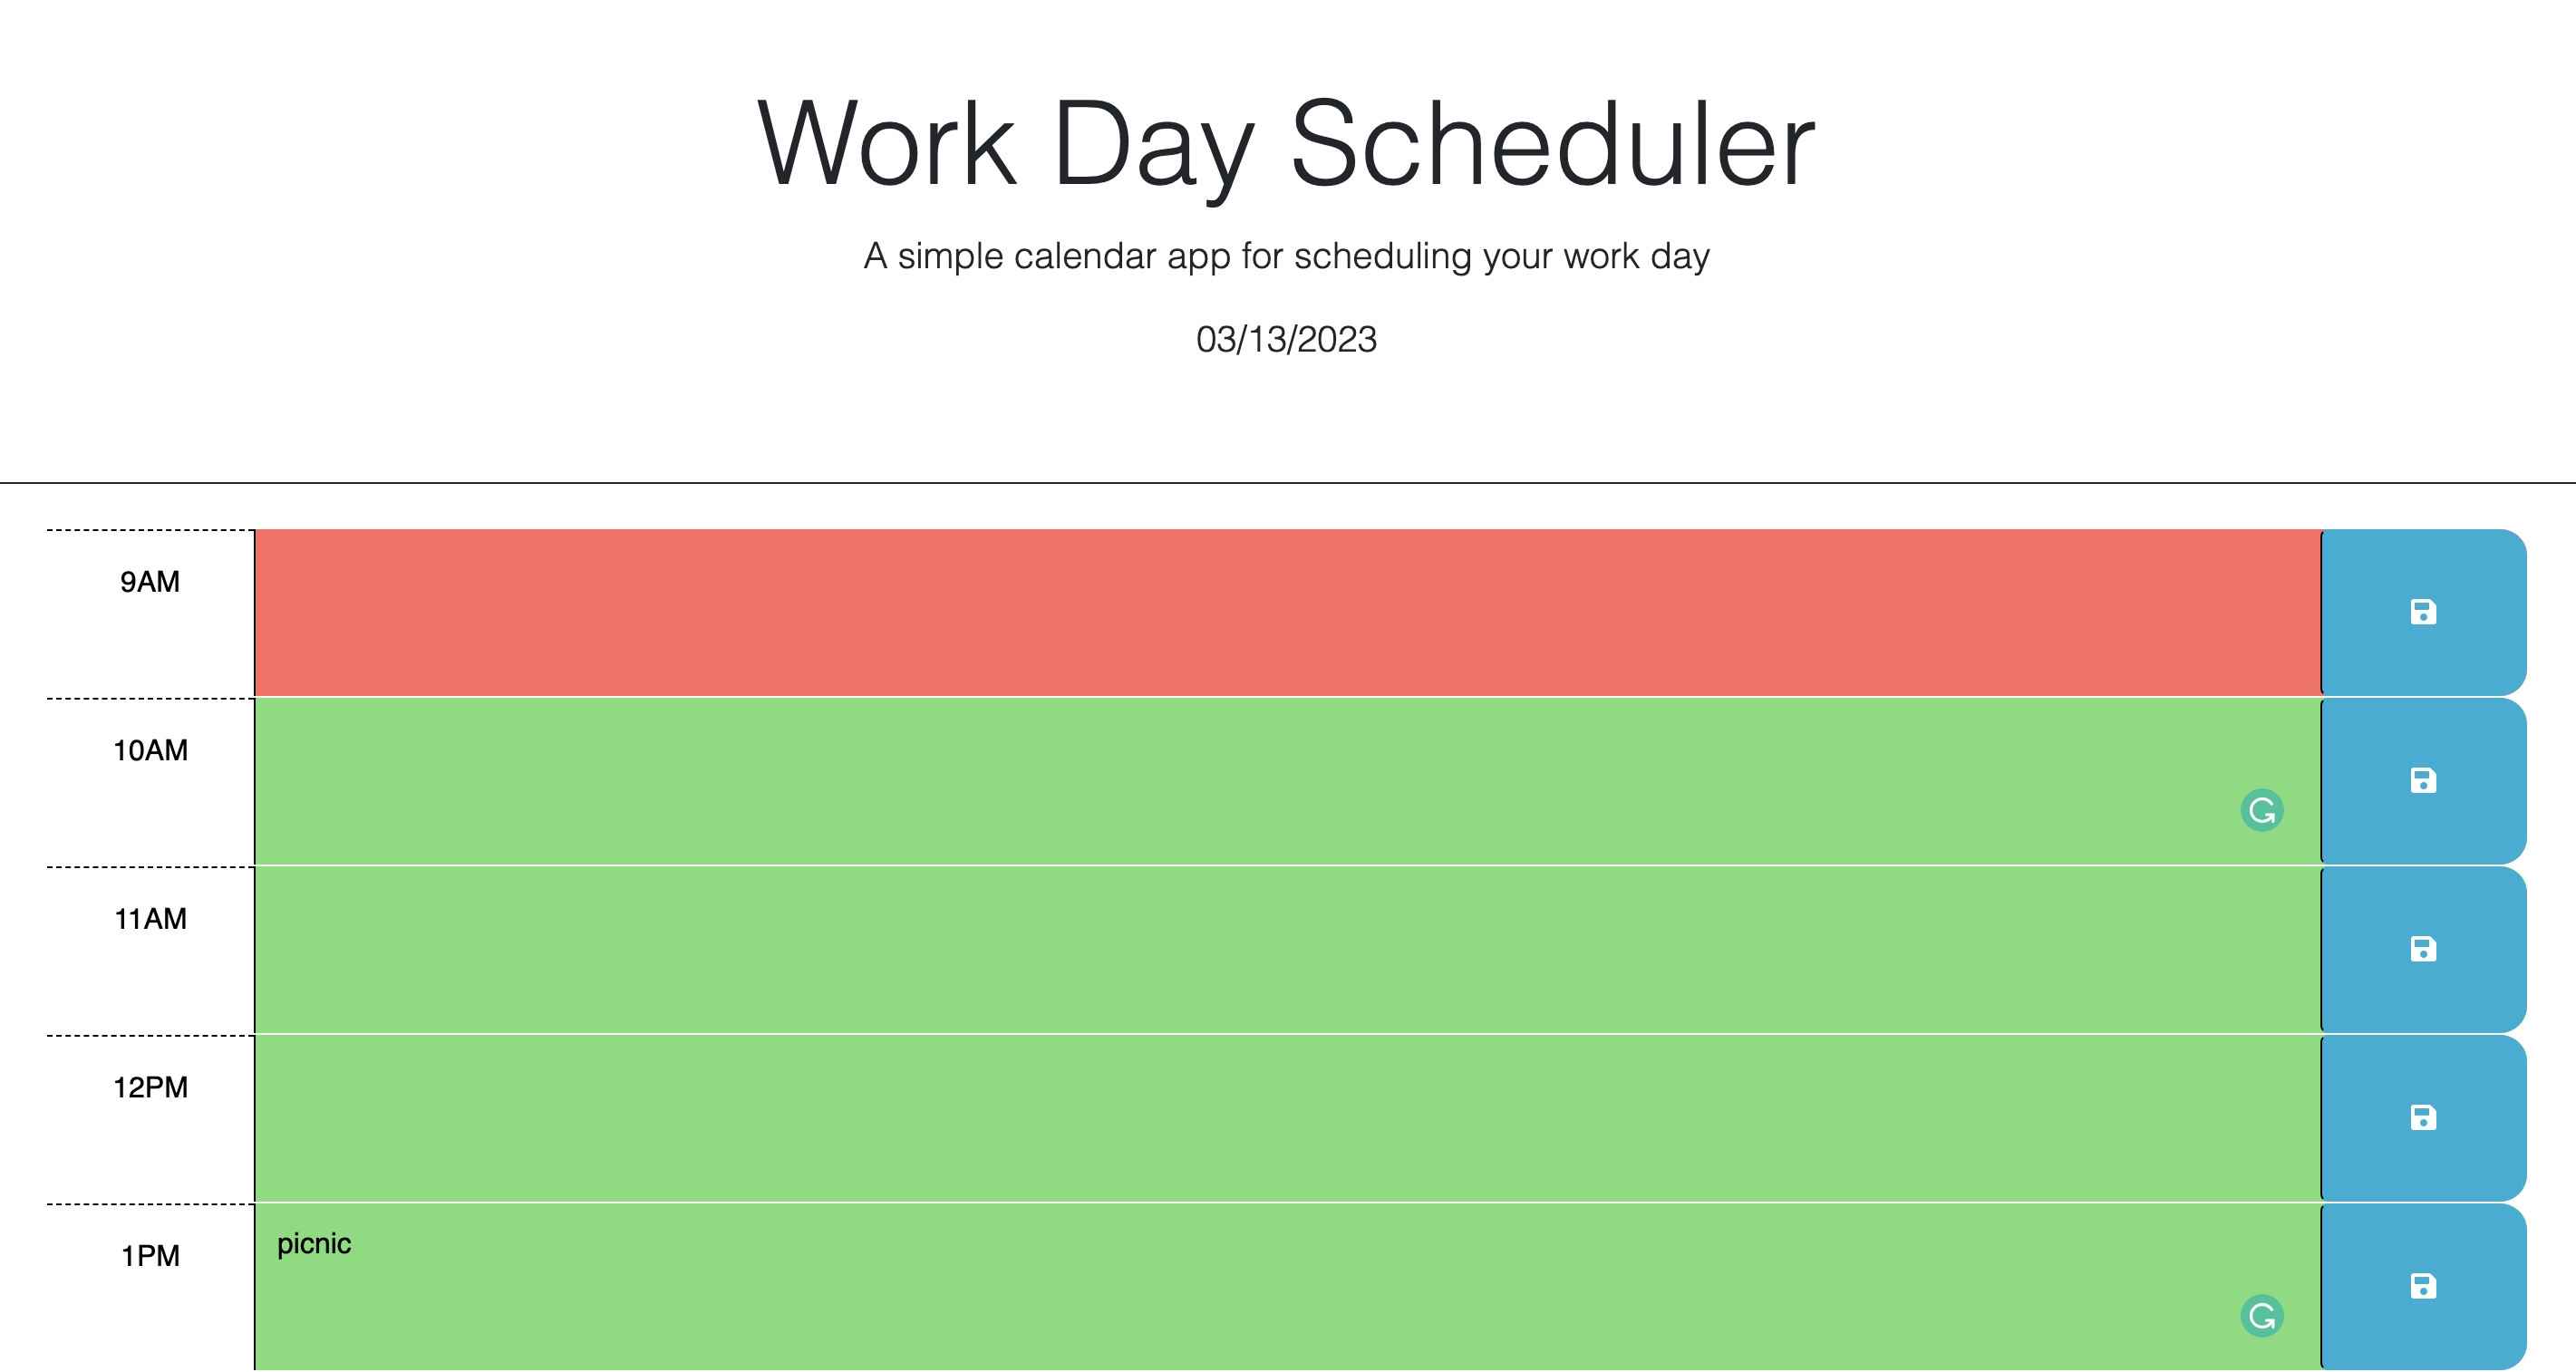 Work Day Scheduler
A simple calendar app for scheduling your work day
03/13/2023
9AM
10AM
11AM
12PM
1PM
picnic